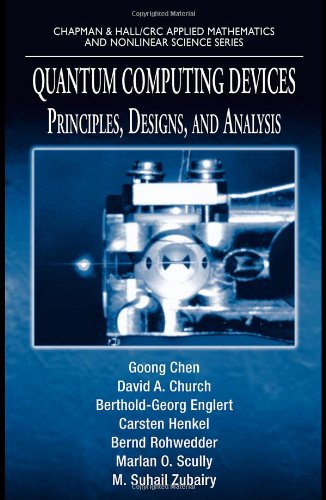 CHAPMAN & HALL/CRC APPLIED MATHEMATICS
AND NONLINEAR SCIENCE SERIES
QUANTUM COMPUTING DEVICES
PRINCIPLES, DESIGNS, AND ANALYSIS
Goong Chen
David A. Church
Berthold-Georg Englert
Carsten Henkel
Bernd Rohwedder
Marlan O. Scully
M. Suhail Zubairy